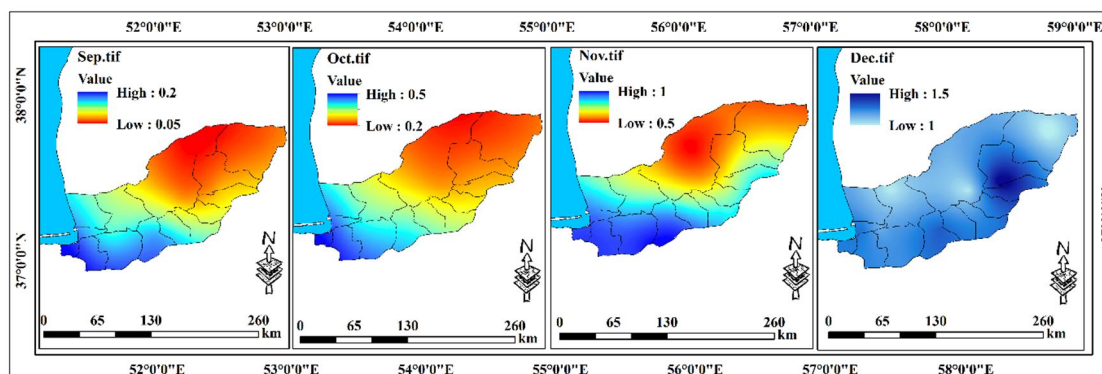 52°0'0"E 53°0'0"E 54°0'0"E 55°0'0"E 56°0'0"E 57°0'0"E 58°0'0"E 59°0'0"E
38°0'0"N
37°0'0"N
Sep.tif
Value
High : 0.2
Low : 0.05
N
0 65 130 260
km
Oct.tif
Value
High : 0.5
Low : 0.2
N
0 65 130 260
km
Nov.tif
Value
High : 1
Low : 0.5
N
0 65 130 260
km
Dec.tif
Value
High : 1.5
Low : 1
N
0 65 130 260
km
52°0'0"E 53°0'0"E 54°0'0"E 55°0'0"E 56°0'0"E 57°0'0"E 58°0'0"E